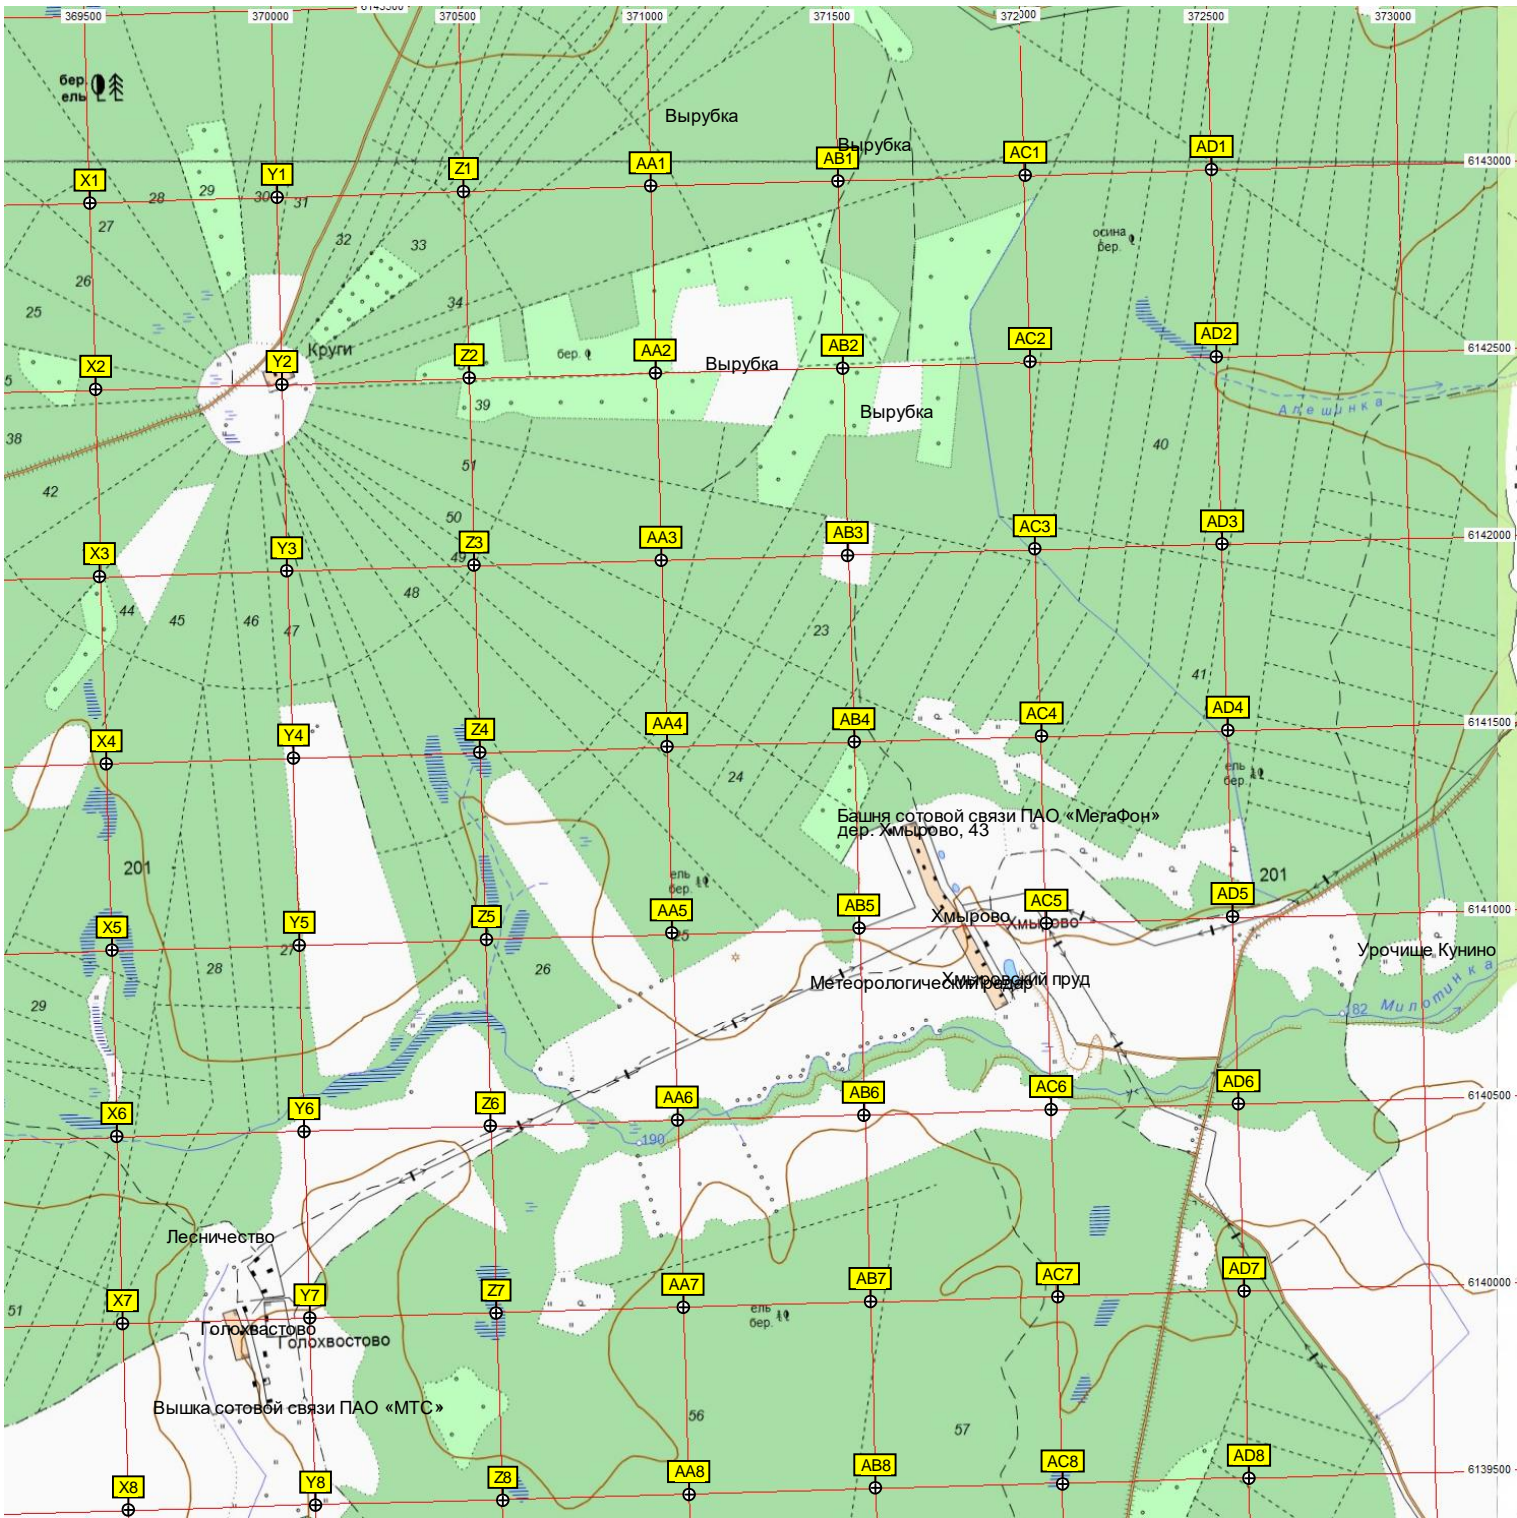 369500 370000 370500 371000 371500 372000 372500 373000
бер.
ель
Вырубка
Вырубка
X1 Y1 Z1 AA1 AB1 AC1 AD1
6143000
27 28 29 30 31
32 33
осина
бер.
26
25
34
Круги
X2 Y2 Z2 AA2 AB2 AC2 AD2
6142500
бер.
Вырубка
Алешинка
39
Вырубка
38
40
51
42
50
X3 Y3 Z3 AA3 AB3 AC3 AD3
6142000
49
48
44 45 46 47
23
41
X4 Y4 Z4 AA4 AB4 AC4 AD4
6141500
24
ель
бер.
Башня сотовой связи ПАО «МегаФон»
дер. Хмырово, 43
201
201
ель
бер.
X5 Y5 Z5 AA5 AB5 AC5 AD5
6141000
Хмырово
Хмырово
25
27
28
26
Урочище Кунино
Метеорологический радар
Хмыровский пруд
29
182
Милотинка
X6 Y6 Z6 AA6 AB6 AC6 AD6
6140500
190
Лесничество
X7 Y7 Z7 AA7 AB7 AC7 AD7
6140000
51
ель
бер.
Голохвастово
Голохвостово
Вышка сотовой связи ПАО «МТС»
56
57
X8 Y8 Z8 AA8 AB8 AC8 AD8
6139500